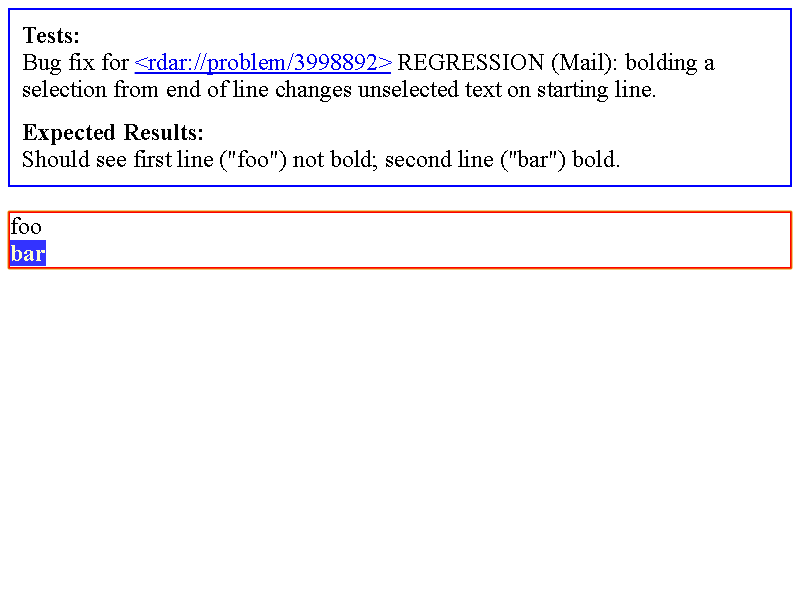 Tests:
Bug fix for <rdar://problem/3998892> REGRESSION (Mail): bolding a
selection from end of line changes unselected text on starting line.
Expected Results:
Should see first line ("foo") not bold; second line ("bar") bold.
foo
bar